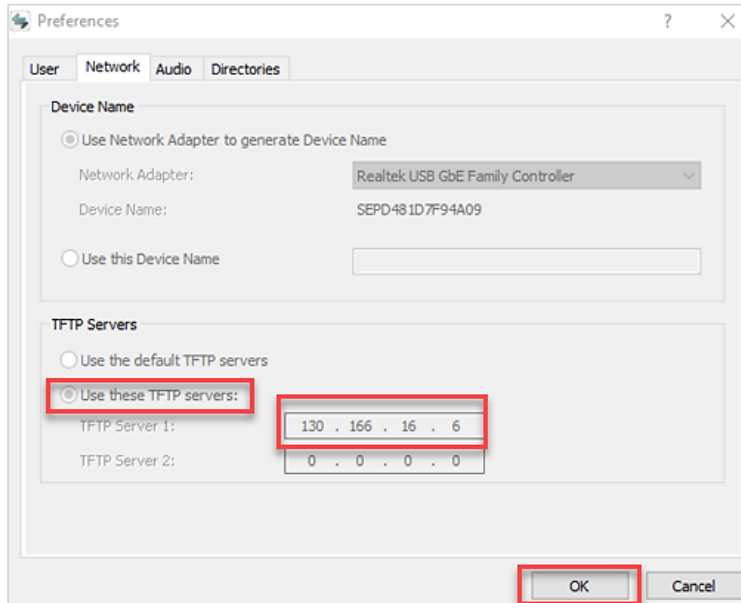 Preferences
User Network Audio Directories
Device Name
Use Network Adapter to generate Device Name
Network Adapter: Realtek USB GbE Family Controller
Device Name: SEPD481D7F94A09
Use this Device Name
TFTP Servers
Use the default TFTP servers
Use these TFTP servers:
TFTP Server 1: 130 . 166 . 16 . 6
TFTP Server 2: 0 . 0 . 0 . 0
OK Cancel